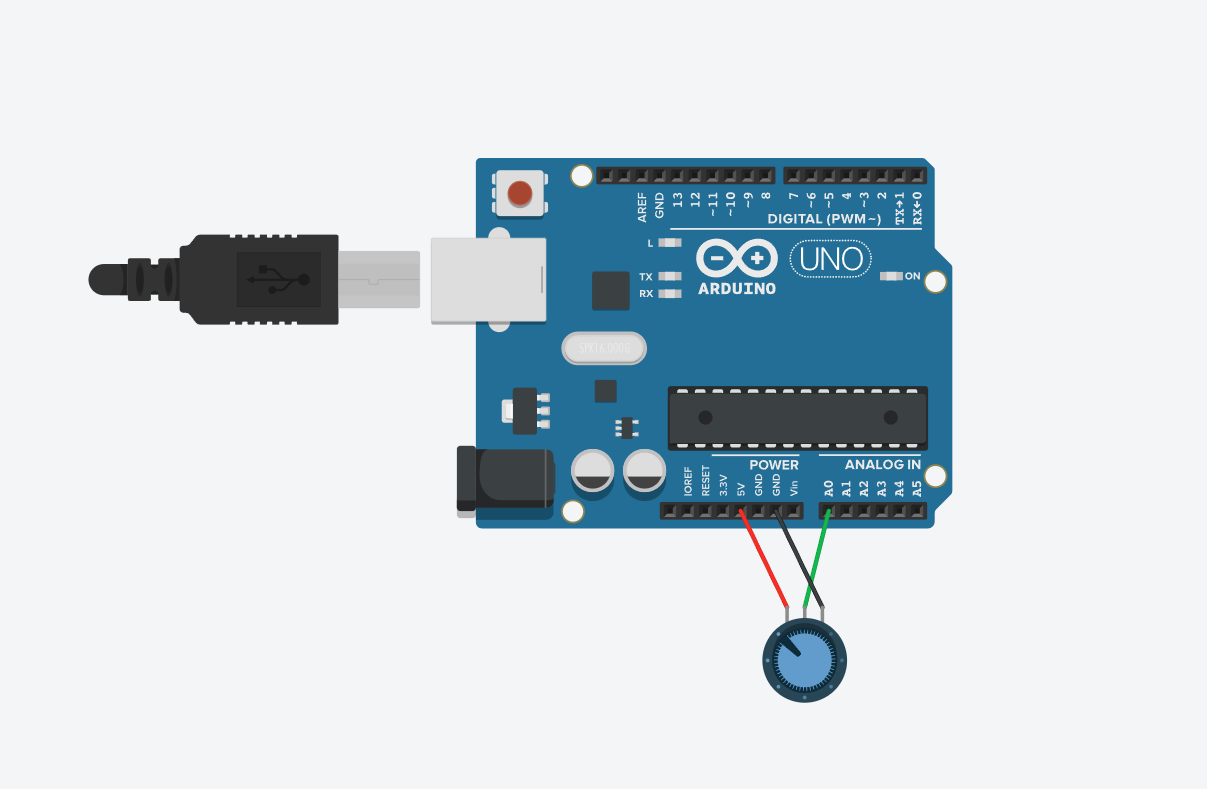 AREF
GND
13
12
~11
~10
~9
8
7
~6
~5
4
~3
2
TX→1
RX←0
DIGITAL (PWM~)
L
TX
RX
ARDUINO
UNO
ON
POWER
ANALOG IN
IOREF
RESET
3.3V
5V
GND
GND
Vin
A0
A1
A2
A3
A4
A5